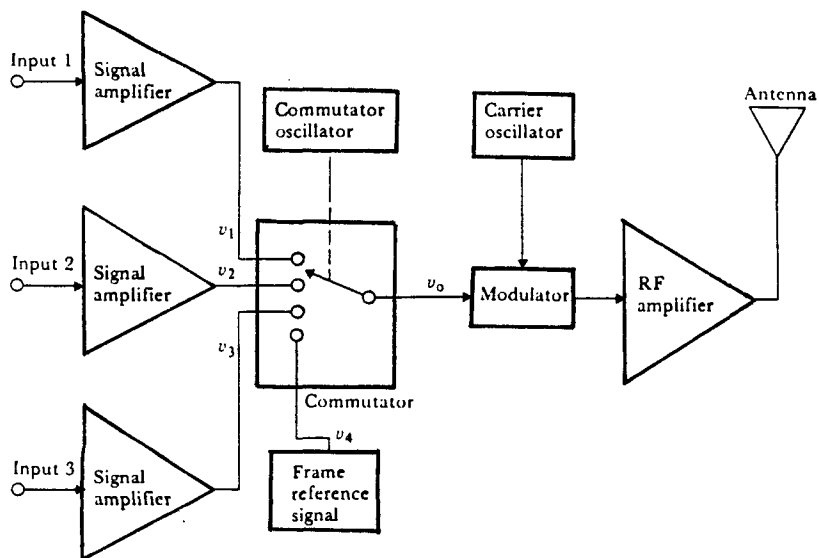 Input 1
Signal
amplifier
Commutator
oscillator
Carrier
oscillator
Antenna
v1
Input 2
Signal
amplifier
v2
v3
vo
Modulator
RF
amplifier
Commutator
v4
Input 3
Signal
amplifier
Frame
reference
signal